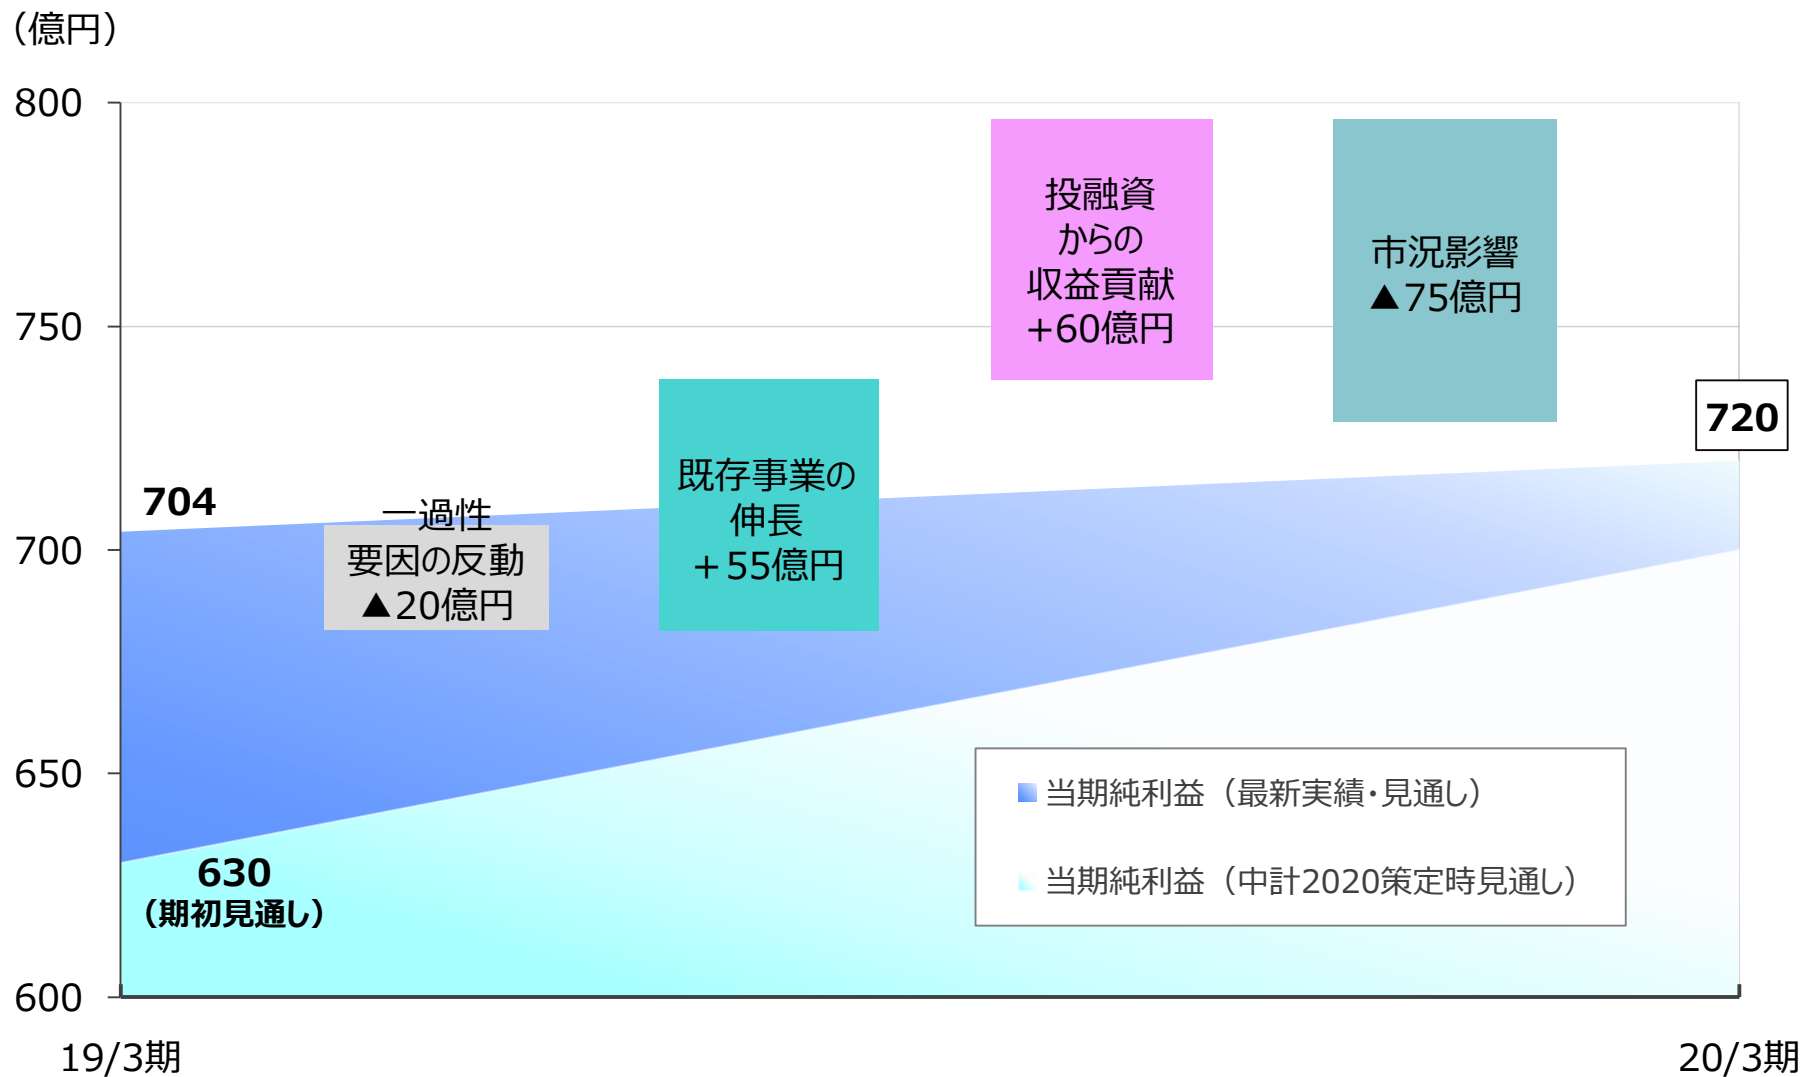 （億円）
800
750
700
650
600
704
一過性
要因の反動
▲20億円
既存事業の
伸長
+55億円
投融資
からの
収益貢献
+60億円
市況影響
▲75億円
720
630
（期初見通し）
当期純利益（最新実績・見通し）
当期純利益（中計2020策定時見通し）
19/3期
20/3期